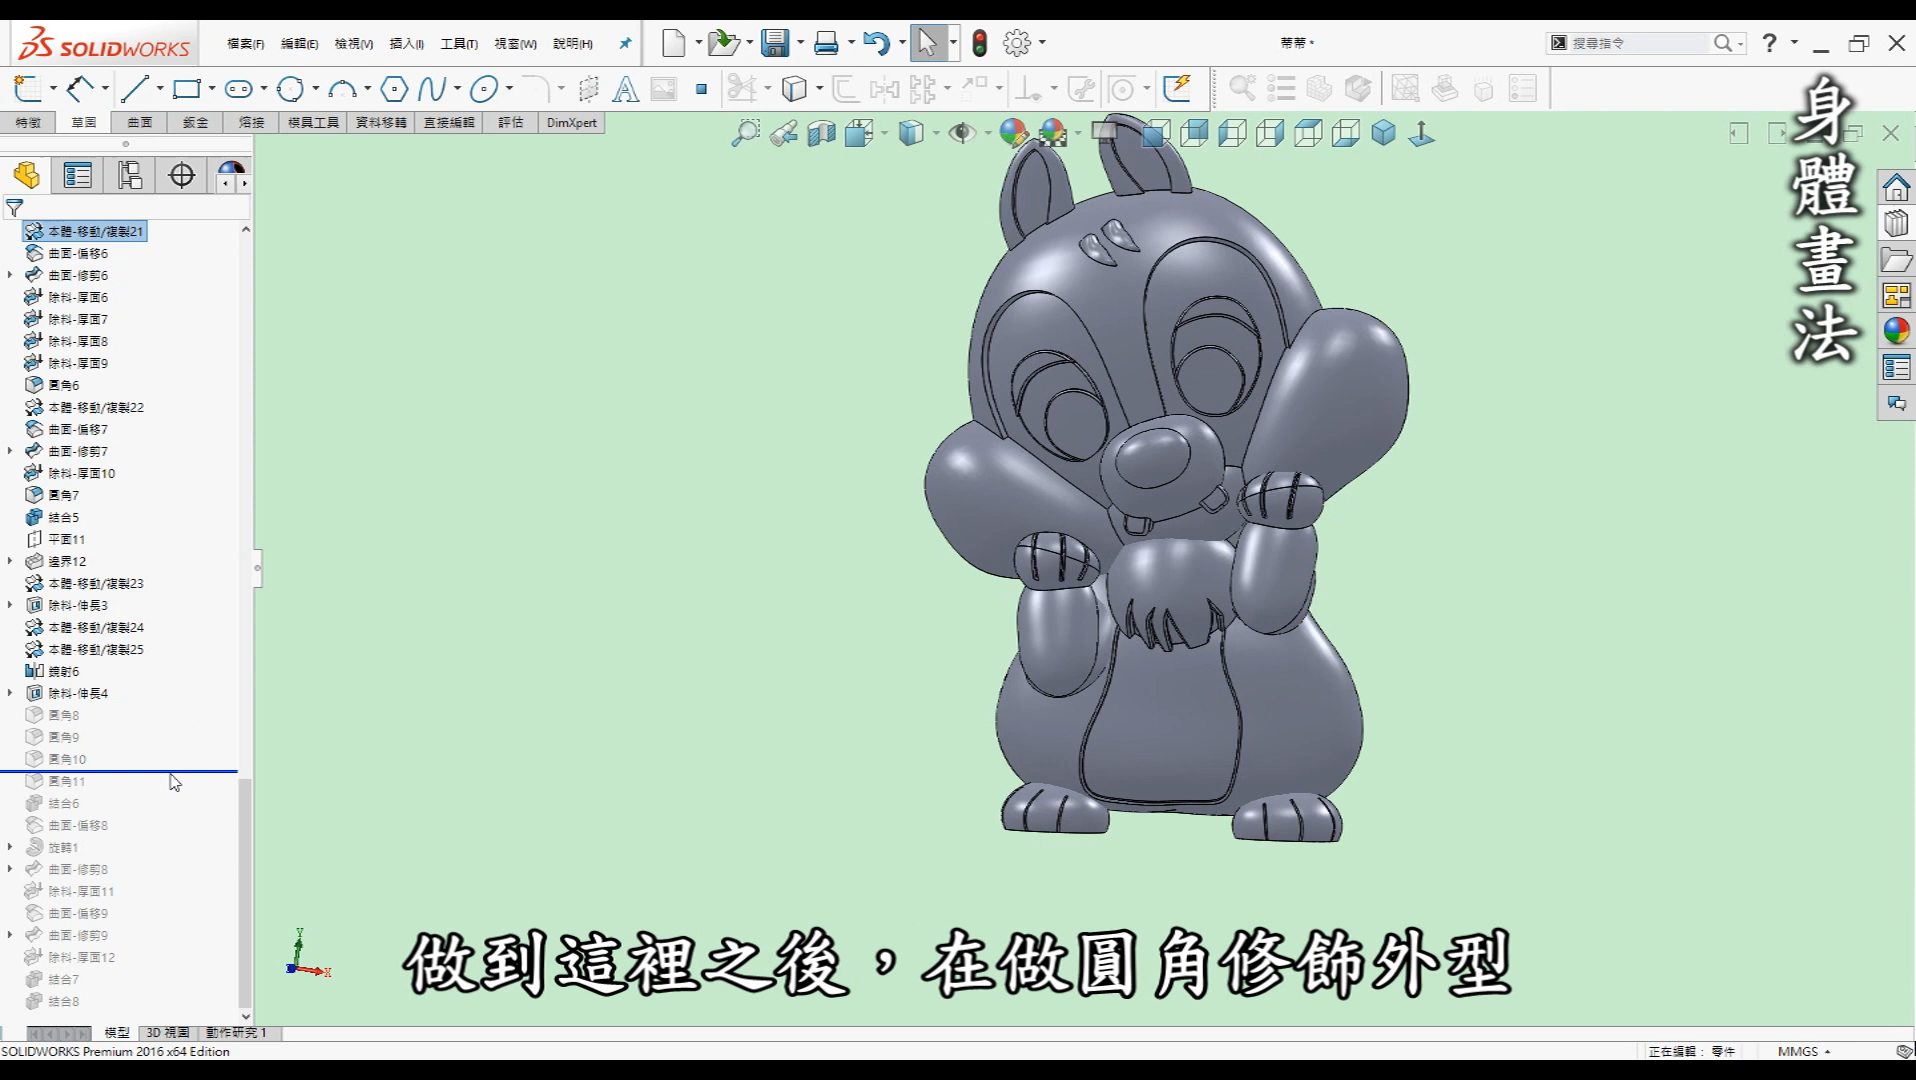 SOLIDWORKS
檔案(F) 編輯(E) 檢視(V) 插入(I) 工具(T) 視窗(W) 說明(H)
蒂蒂 *
搜尋指令
特徵 草圖 曲面 鈑金 熔接 模具工具 資料移轉 直接編輯 評估 DimXpert
身體畫法
本體-移動/複製21
曲面-偏移6
曲面-修剪6
除料-厚面6
除料-厚面7
除料-厚面8
除料-厚面9
圓角6
本體-移動/複製22
曲面-偏移7
曲面-修剪7
除料-厚面10
圓角7
結合5
平面11
邊界12
本體-移動/複製23
除料-伸長3
本體-移動/複製24
本體-移動/複製25
鏡射6
除料-伸長4
圓角8
圓角9
圓角10
圓角11
結合6
曲面-偏移8
旋轉1
曲面-修剪8
除料-厚面11
曲面-偏移9
曲面-修剪9
除料-厚面12
結合7
結合8
Y
X
做到這裡之後，在做圓角修飾外型
模型 3D 視圖 動作研究 1
SOLIDWORKS Premium 2016 x64 Edition
正在編輯： 零件
MMGS